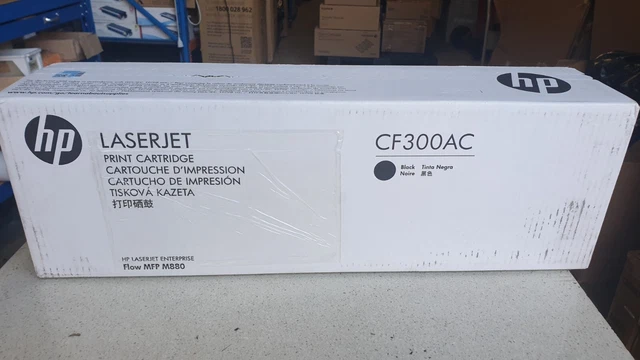 hp
hp
LASERJET
PRINT CARTRIDGE
CARTOUCHE D'IMPRESSION
CARTUCHO DE IMPRESIÓN
TISKOVÁ KAZETA
打印硒鼓
HP LASERJET ENTERPRISE
Flow MFP M880
CF300AC
Black Tinta Negra
Noire 黑色